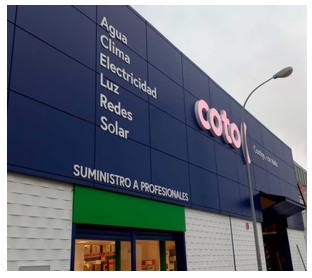 Agua
Clima
Electricidad
Luz
Redes
Solar
coto
SUMINISTRO A PROFESIONALES